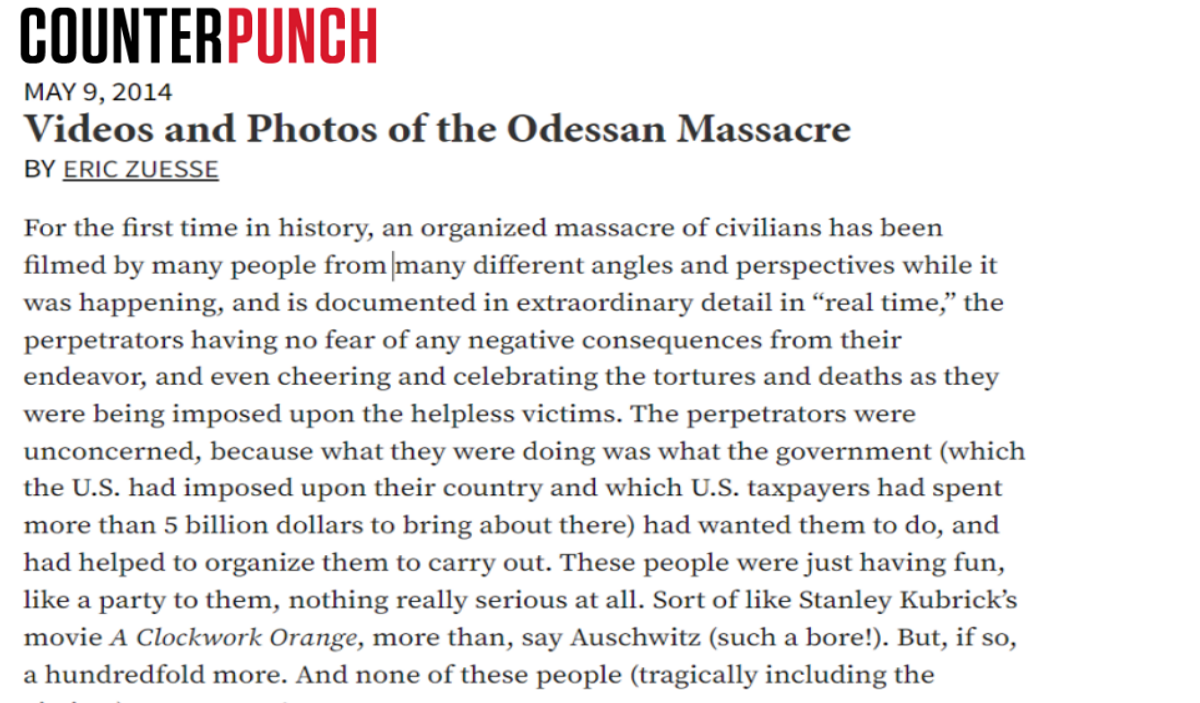 COUNTERPUNCH
MAY 9, 2014
Videos and Photos of the Odessan Massacre
BY ERIC ZUESSE
For the first time in history, an organized massacre of civilians has been
filmed by many people from many different angles and perspectives while it
was happening, and is documented in extraordinary detail in “real time,” the
perpetrators having no fear of any negative consequences from their
endeavor, and even cheering and celebrating the tortures and deaths as they
were being imposed upon the helpless victims. The perpetrators were
unconcerned, because what they were doing was what the government (which
the U.S. had imposed upon their country and which U.S. taxpayers had spent
more than 5 billion dollars to bring about there) had wanted them to do, and
had helped to organize them to carry out. These people were just having fun,
like a party to them, nothing really serious at all. Sort of like Stanley Kubrick’s
movie A Clockwork Orange, more than, say Auschwitz (such a bore!). But, if so,
a hundredfold more. And none of these people (tragically including the